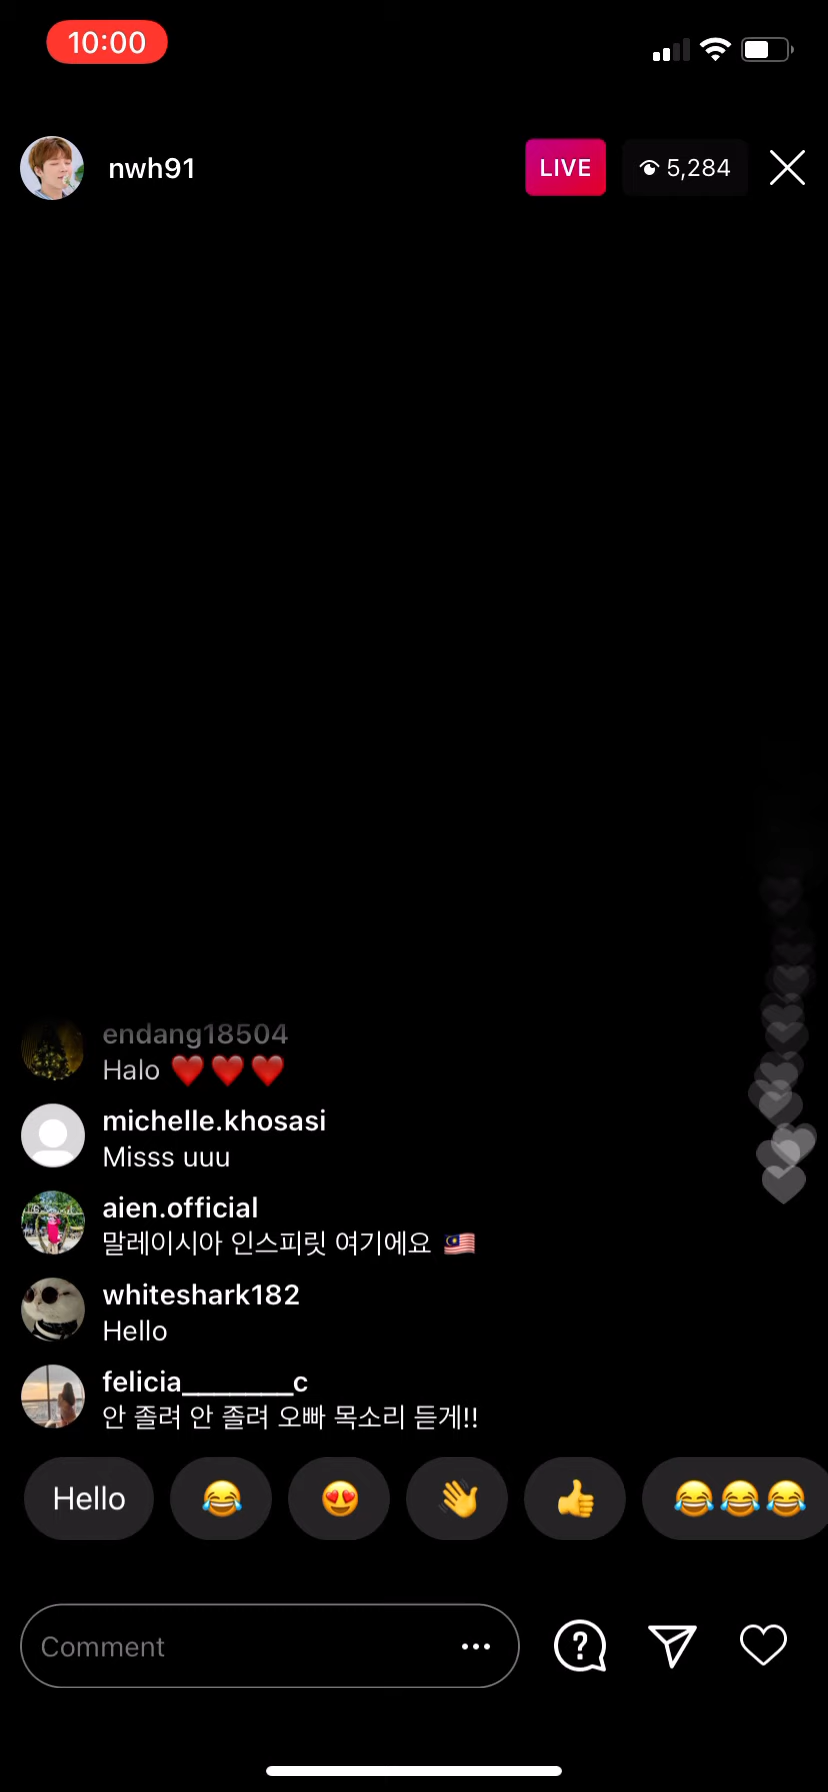 10:00
nwh91
LIVE
5,284
endang18504
Halo ❤️❤️❤️
michelle.khosasi
Misss uuu
aien.official
말레이시아 인스피릿 여기에요 🇲🇾
whiteshark182
Hello
felicia_______c
안 졸려 안 졸려 오빠 목소리 듣게!!
Hello 😂 😍 👋 👍 😂😂😂
Comment